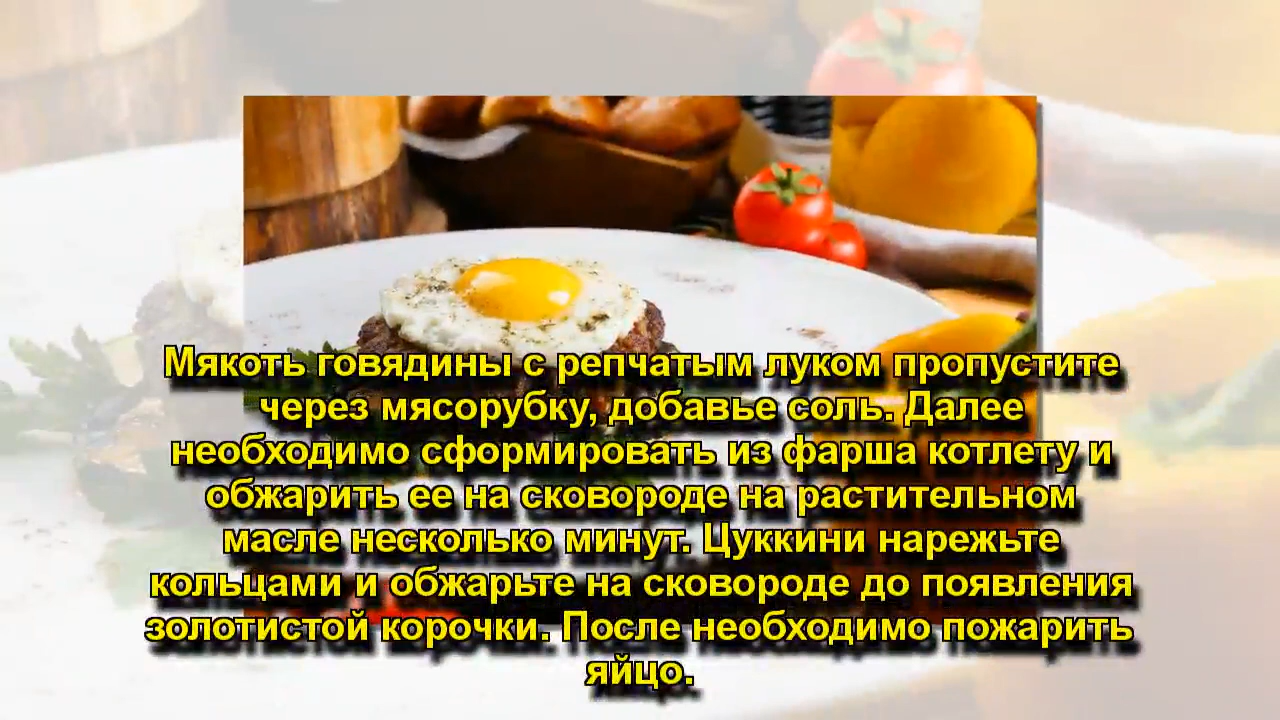 Мякоть говядины с репчатым луком пропустите
через мясорубку, добавье соль. Далее
необходимо сформировать из фарша котлету и
обжарить ее на сковороде на растительном
масле несколько минут. Цуккини нарежьте
кольцами и обжарьте на сковороде до появления
золотистой корочки. После необходимо пожарить
яйцо.